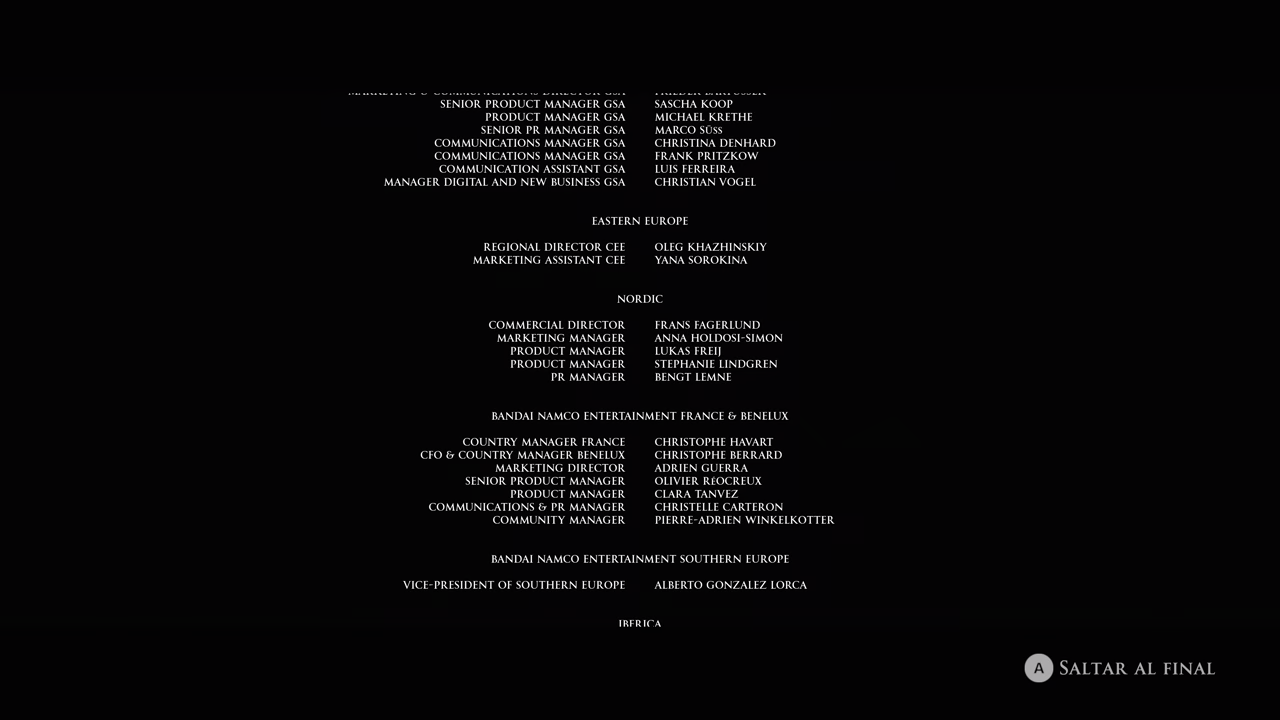 MARKETING & COMMUNICATIONS DIRECTOR GSA FRIEDER BARFUSSER
SENIOR PRODUCT MANAGER GSA SASCHA KOOP
PRODUCT MANAGER GSA MICHAEL KRETHE
SENIOR PR MANAGER GSA MARCO SÜss
COMMUNICATIONS MANAGER GSA CHRISTINA DENHARD
COMMUNICATIONS MANAGER GSA FRANK PRITZKOW
COMMUNICATION ASSISTANT GSA LUIS FERREIRA
MANAGER DIGITAL AND NEW BUSINESS GSA CHRISTIAN VOGEL
EASTERN EUROPE
REGIONAL DIRECTOR CEE OLEG KHAZHINSKIY
MARKETING ASSISTANT CEE YANA SOROKINA
NORDIC
COMMERCIAL DIRECTOR FRANS FAGERLUND
MARKETING MANAGER ANNA HOLDOSI-SIMON
PRODUCT MANAGER LUKAS FREIJ
PRODUCT MANAGER STEPHANIE LINDGREN
PR MANAGER BENGT LEMNE
BANDAI NAMCO ENTERTAINMENT FRANCE & BENELUX
COUNTRY MANAGER FRANCE CHRISTOPHE HAVART
CFO & COUNTRY MANAGER BENELUX CHRISTOPHE BERRARD
MARKETING DIRECTOR ADRIEN GUERRA
SENIOR PRODUCT MANAGER OLIVIER RÉOCREUX
PRODUCT MANAGER CLARA TANVEZ
COMMUNICATIONS & PR MANAGER CHRISTELLE CARTERON
COMMUNITY MANAGER PIERRE-ADRIEN WINKELKOTTER
BANDAI NAMCO ENTERTAINMENT SOUTHERN EUROPE
VICE-PRESIDENT OF SOUTHERN EUROPE ALBERTO GONZALEZ LORCA
IBERICA
A SALTAR AL FINAL